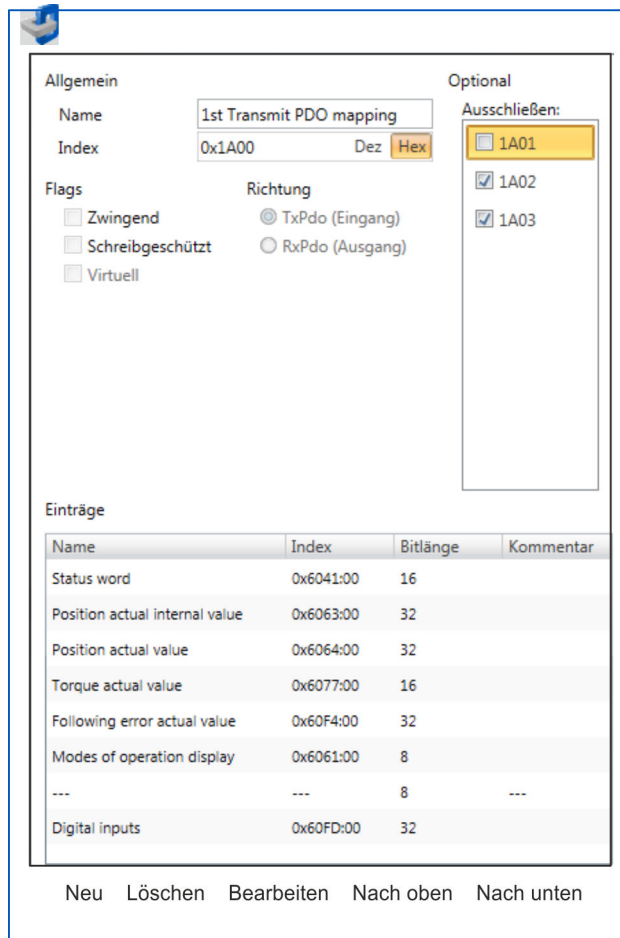 Allgemein
Name 1st Transmit PDO mapping
Index 0x1A00 Dez Hex
Flags
Zwingend
Schreibgeschützt
Virtuell
Richtung
TxPdo (Eingang)
RxPdo (Ausgang)
Optional
Ausschließen:
1A01
1A02
1A03
Einträge
Name Index Bitlänge Kommentar
Status word 0x6041:00 16
Position actual internal value 0x6063:00 32
Position actual value 0x6064:00 32
Torque actual value 0x6077:00 16
Following error actual value 0x60F4:00 32
Modes of operation display 0x6061:00 8
--- --- 8 ---
Digital inputs 0x60FD:00 32
Neu Löschen Bearbeiten Nach oben Nach unten